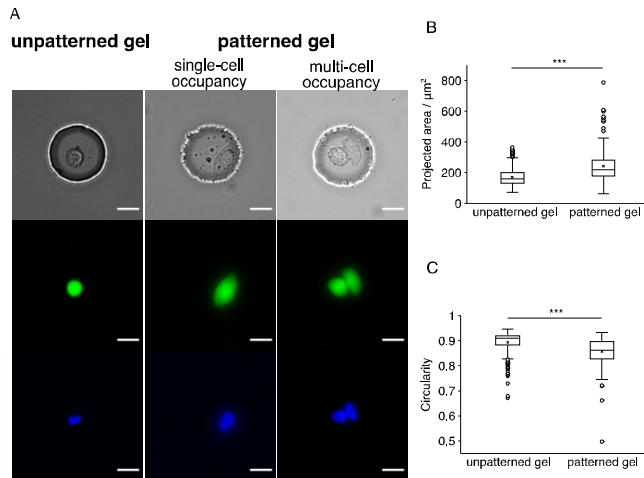 A
unpatterned gel
patterned gel
single-cell
occupancy
multi-cell
occupancy
B
***
Projected area / µm²
800
600
400
200
0
unpatterned gel
patterned gel
C
***
Circularity
1
0.9
0.8
0.7
0.6
0.5
unpatterned gel
patterned gel